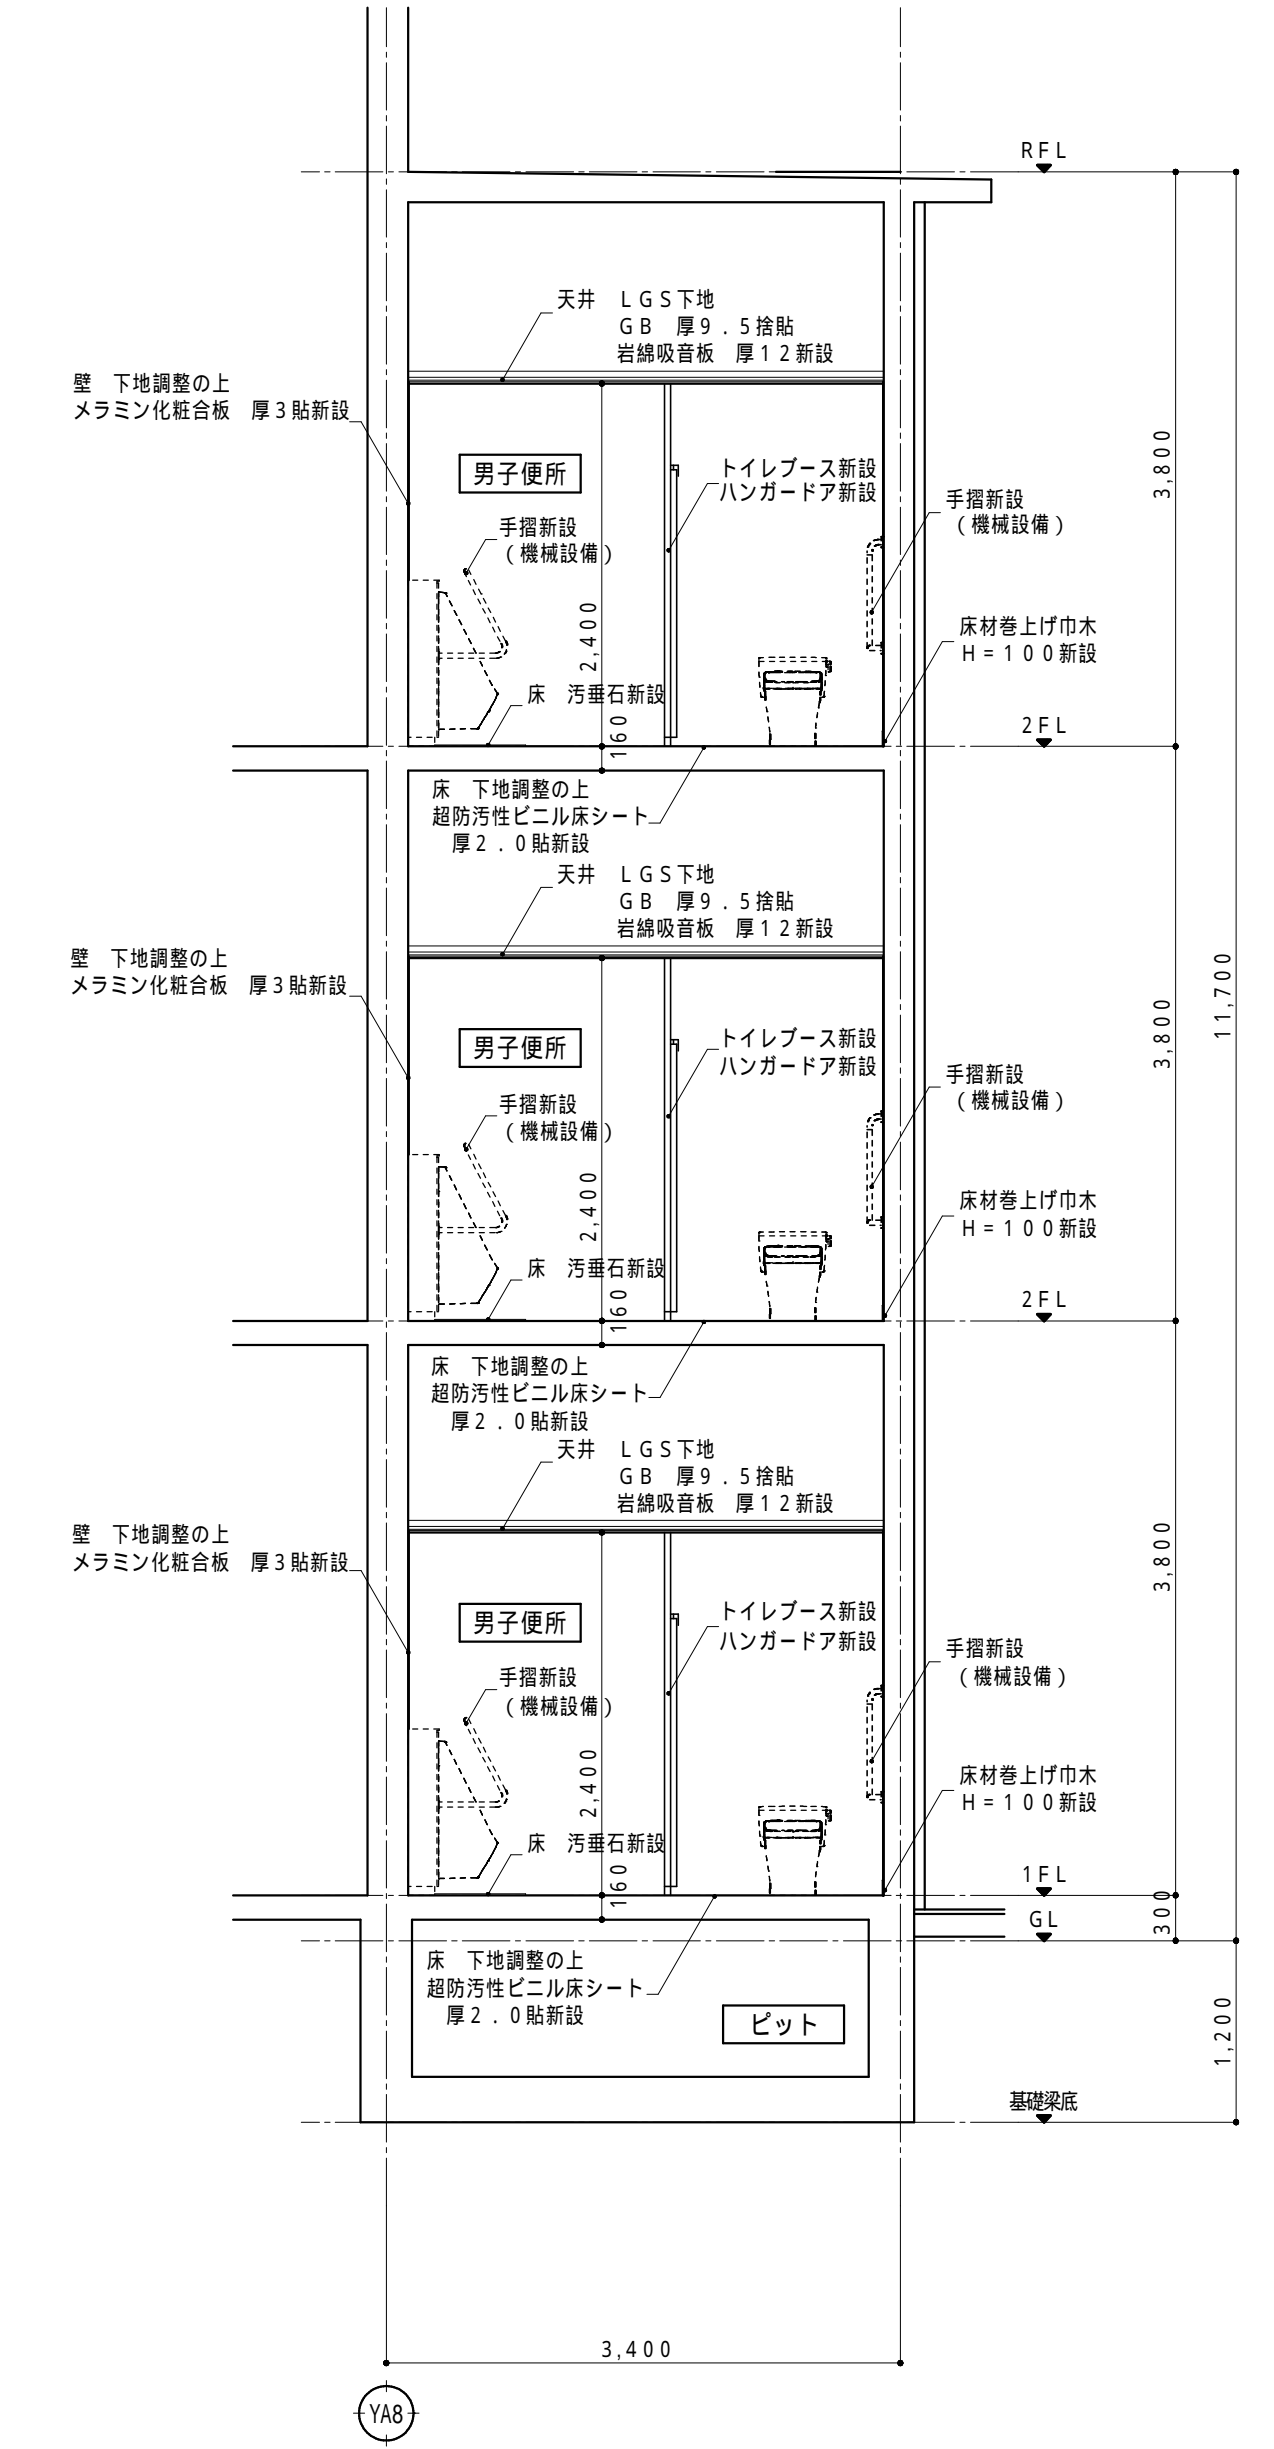 RFL
天井　LGS下地
GB　厚9.5捨貼
岩綿吸音板　厚12新設
壁　下地調整の上
メラミン化粧合板　厚3貼新設
3,800
男子便所
トイレブース新設
ハンガードア新設
手摺新設
(機械設備)
手摺新設
(機械設備)
2,400
床材巻上げ巾木
H=100新設
床　汚垂石新設
160
2FL
床　下地調整の上
超防汚性ビニル床シート
厚2.0貼新設
天井　LGS下地
GB　厚9.5捨貼
岩綿吸音板　厚12新設
壁　下地調整の上
メラミン化粧合板　厚3貼新設
11,700
3,800
男子便所
トイレブース新設
ハンガードア新設
手摺新設
(機械設備)
手摺新設
(機械設備)
2,400
床材巻上げ巾木
H=100新設
床　汚垂石新設
160
2FL
床　下地調整の上
超防汚性ビニル床シート
厚2.0貼新設
天井　LGS下地
GB　厚9.5捨貼
岩綿吸音板　厚12新設
壁　下地調整の上
メラミン化粧合板　厚3貼新設
3,800
男子便所
トイレブース新設
ハンガードア新設
手摺新設
(機械設備)
手摺新設
(機械設備)
2,400
床材巻上げ巾木
H=100新設
床　汚垂石新設
160
1FL
300
GL
床　下地調整の上
超防汚性ビニル床シート
厚2.0貼新設
ピット
1,200
基礎梁底
3,400
YA8